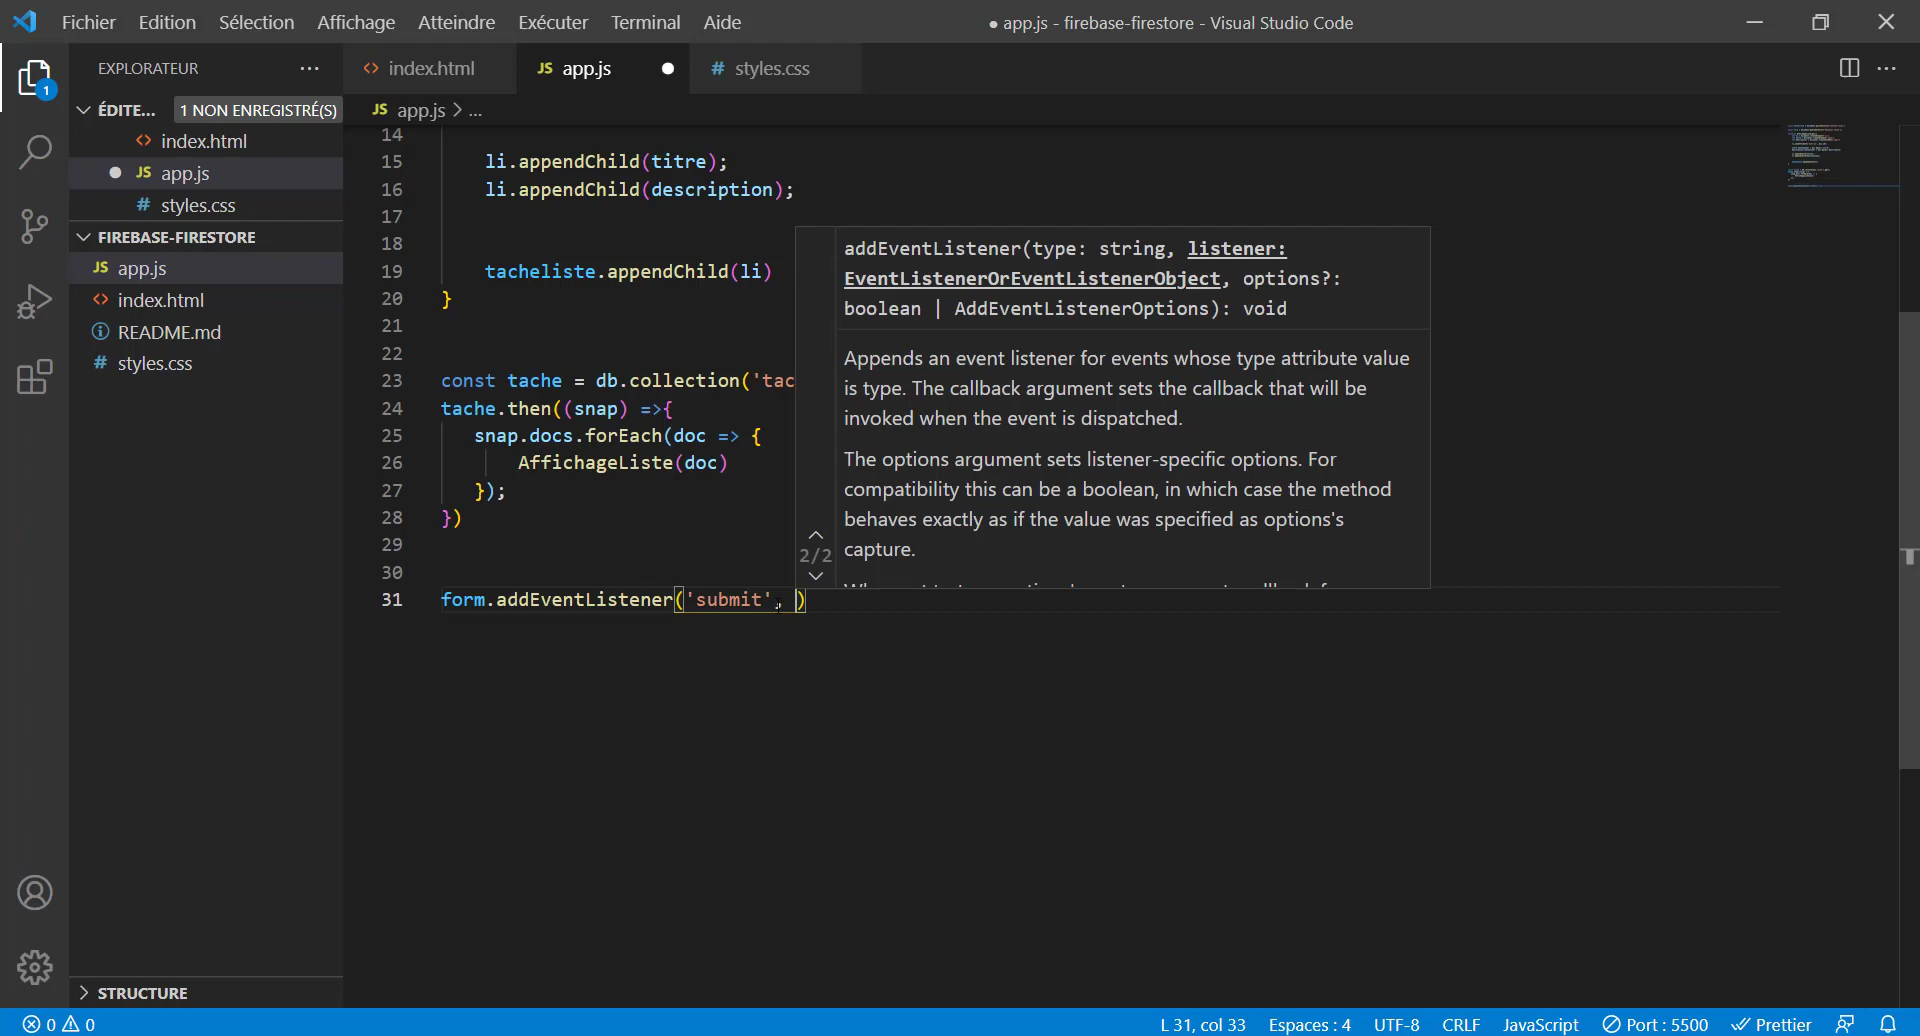 Fichier Edition Sélection Affichage Atteindre Exécuter Terminal Aide
● app.js - firebase-firestore - Visual Studio Code
EXPLORATEUR
1
ÉDITE... 1 NON ENREGISTRÉ(S)
index.html
JS app.js
# styles.css
FIREBASE-FIRESTORE
JS app.js
index.html
README.md
# styles.css
STRUCTURE
index.html JS app.js # styles.css
JS app.js > ...
14
15 li.appendChild(titre);
16 li.appendChild(description);
17
18
19 tacheliste.appendChild(li)
20 }
21
22
23 const tache = db.collection('tac
24 tache.then((snap) =>{
25 snap.docs.forEach(doc => {
26 AffichageListe(doc)
27 });
28 })
29
30
31 form.addEventListener('submit', )
addEventListener(type: string, listener:
EventListenerOrEventListenerObject, options?:
boolean | AddEventListenerOptions): void
Appends an event listener for events whose type attribute value
is type. The callback argument sets the callback that will be
invoked when the event is dispatched.
The options argument sets listener-specific options. For
compatibility this can be a boolean, in which case the method
behaves exactly as if the value was specified as options's
capture.
2/2
0 0
L 31, col 33 Espaces : 4 UTF-8 CRLF JavaScript Port : 5500 Prettier